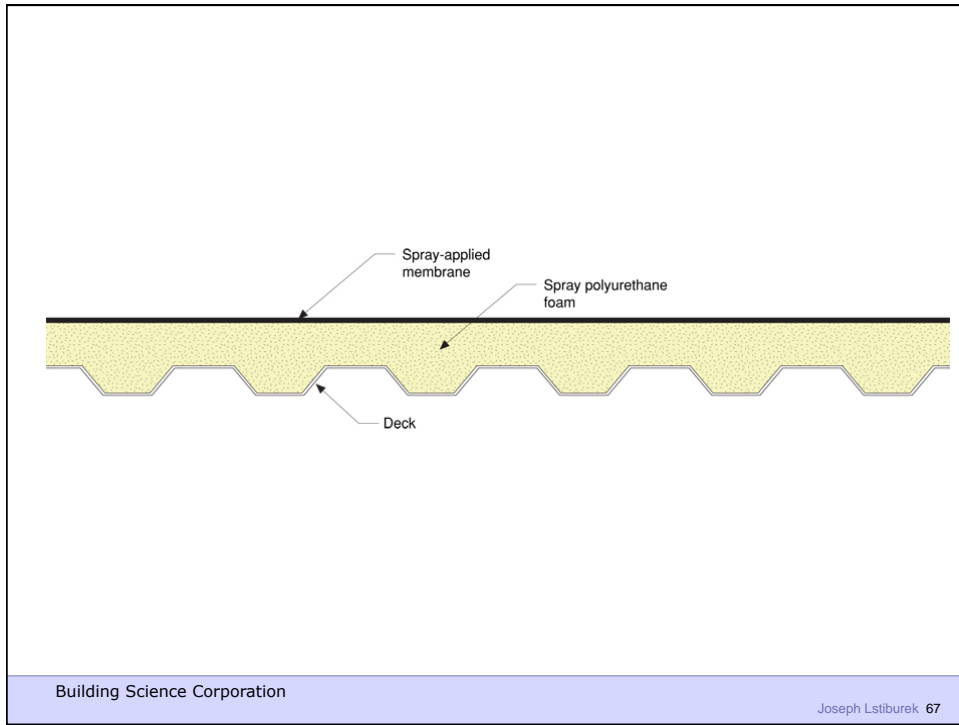 Spray-applied
membrane
Spray polyurethane
foam
Deck
Building Science Corporation
Joseph Lstiburek 67